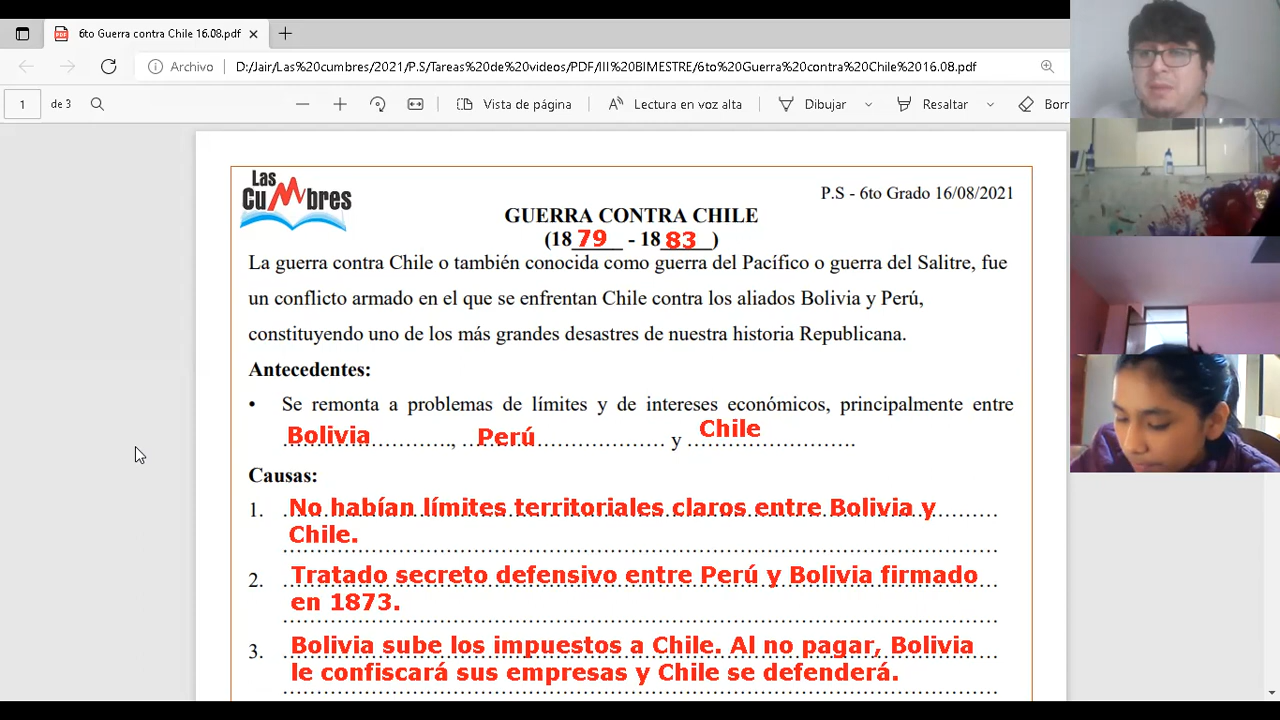 6to Guerra contra Chile 16.08.pdf
Archivo D:/Jair/Las%20cumbres/2021/P.S/Tareas%20de%20videos/PDF/III%20BIMESTRE/6to%20Guerra%20contra%20Chile%2016.08.pdf
1 de 3 Vista de página Lectura en voz alta Dibujar Resaltar Borr
Las Cumbres
P.S - 6to Grado 16/08/2021
GUERRA CONTRA CHILE
(1879 - 1883)
La guerra contra Chile o también conocida como guerra del Pacífico o guerra del Salitre, fue
un conflicto armado en el que se enfrentan Chile contra los aliados Bolivia y Perú,
constituyendo uno de los más grandes desastres de nuestra historia Republicana.
Antecedentes:
• Se remonta a problemas de límites y de intereses económicos, principalmente entre
Bolivia, Perú y Chile.
Causas:
1. No habían límites territoriales claros entre Bolivia y
Chile.
2. Tratado secreto defensivo entre Perú y Bolivia firmado
en 1873.
3. Bolivia sube los impuestos a Chile. Al no pagar, Bolivia
le confiscará sus empresas y Chile se defenderá.